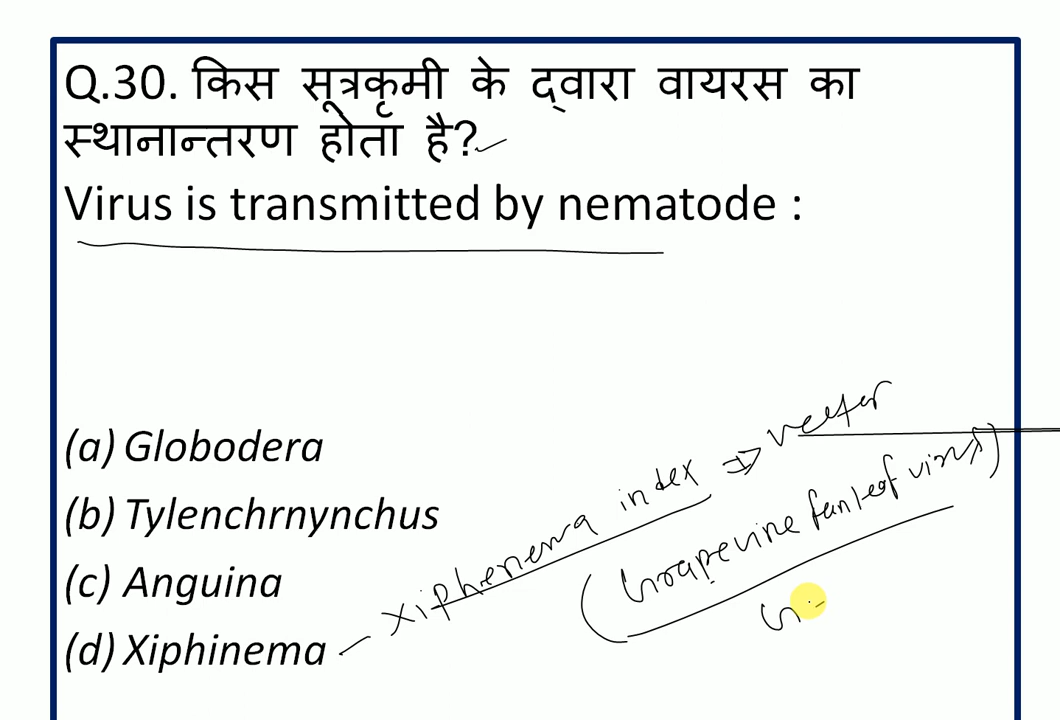 Q.30. किस सूत्रकृमी के द्वारा वायरस का
स्थानान्तरण होता है?
Virus is transmitted by nematode :
(a) Globodera
(b) Tylenchrnynchus
(c) Anguina
(d) Xiphinema
Xiphenema index ⇒ vector
(Grapevine fanleaf virus)
G